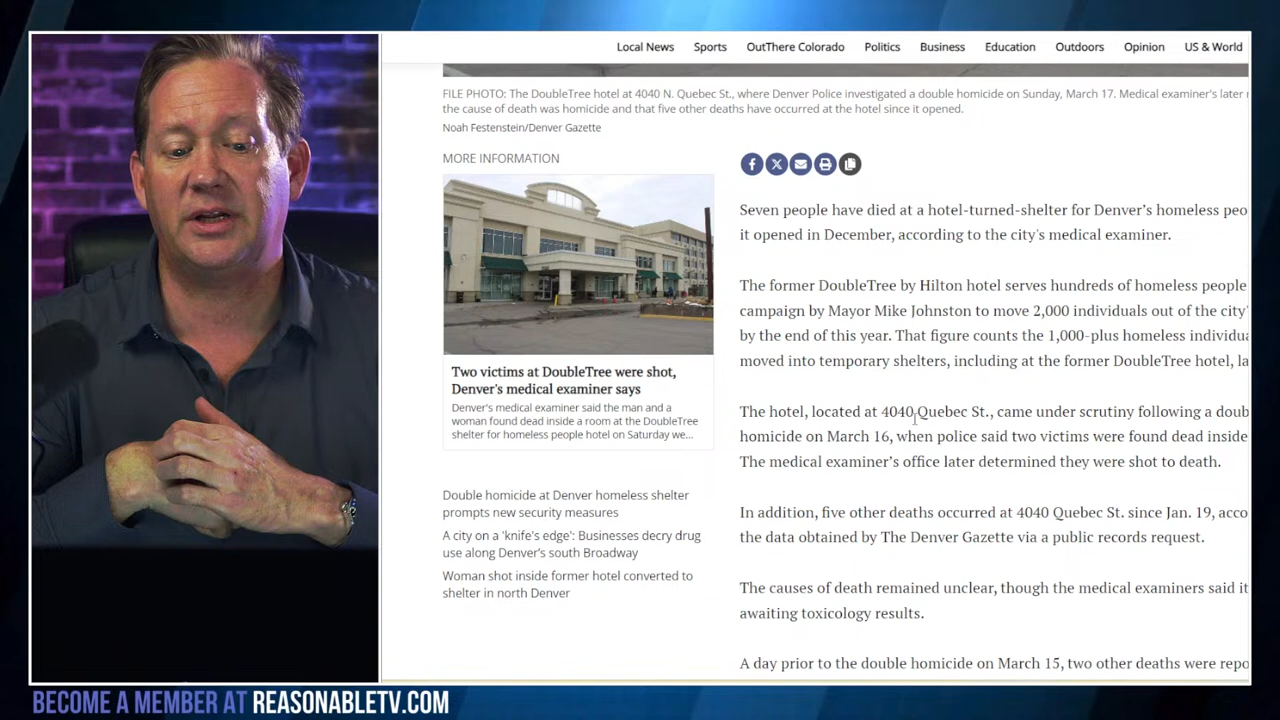 Local News Sports OutThere Colorado Politics Business Education Outdoors Opinion US & World
FILE PHOTO: The DoubleTree hotel at 4040 N. Quebec St., where Denver Police investigated a double homicide on Sunday, March 17. Medical examiner's later
the cause of death was homicide and that five other deaths have occurred at the hotel since it opened.
Noah Festenstein/Denver Gazette
MORE INFORMATION
Two victims at DoubleTree were shot,
Denver's medical examiner says
Denver's medical examiner said the man and a
woman found dead inside a room at the DoubleTree
shelter for homeless people hotel on Saturday we...
Double homicide at Denver homeless shelter
prompts new security measures
A city on a 'knife's edge': Businesses decry drug
use along Denver's south Broadway
Woman shot inside former hotel converted to
shelter in north Denver
Seven people have died at a hotel-turned-shelter for Denver's homeless peo
it opened in December, according to the city's medical examiner.
The former DoubleTree by Hilton hotel serves hundreds of homeless people
campaign by Mayor Mike Johnston to move 2,000 individuals out of the city'
by the end of this year. That figure counts the 1,000-plus homeless individua
moved into temporary shelters, including at the former DoubleTree hotel, la
The hotel, located at 4040 Quebec St., came under scrutiny following a doub
homicide on March 16, when police said two victims were found dead inside
The medical examiner's office later determined they were shot to death.
In addition, five other deaths occurred at 4040 Quebec St. since Jan. 19, acco
the data obtained by The Denver Gazette via a public records request.
The causes of death remained unclear, though the medical examiners said it
awaiting toxicology results.
A day prior to the double homicide on March 15, two other deaths were repo
BECOME A MEMBER AT REASONABLETV.COM